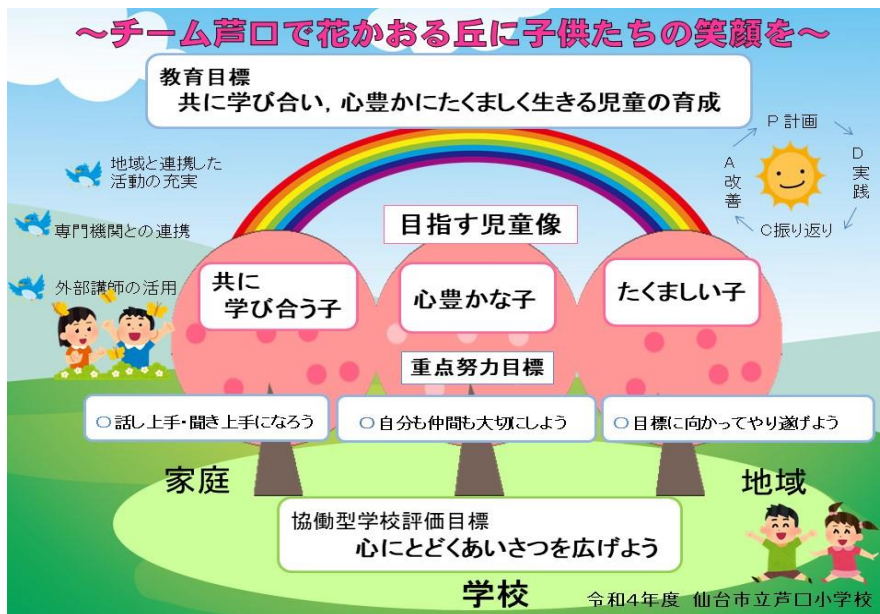 ～チーム芦口で花かおる丘に子供たちの笑顔を～
教育目標
共に学び合い，心豊かにたくましく生きる児童の育成
P 計画
D実践
C振り返り
A改善
地域と連携した
活動の充実
専門機関との連携
外部講師の活用
目指す児童像
共に
学び合う子
心豊かな子
たくましい子
重点努力目標
○話し上手・聞き上手になろう
○自分も仲間も大切にしよう
○目標に向かってやり遂げよう
家庭
地域
協働型学校評価目標
心にとどくあいさつを広げよう
学校
令和4年度 仙台市立芦口小学校